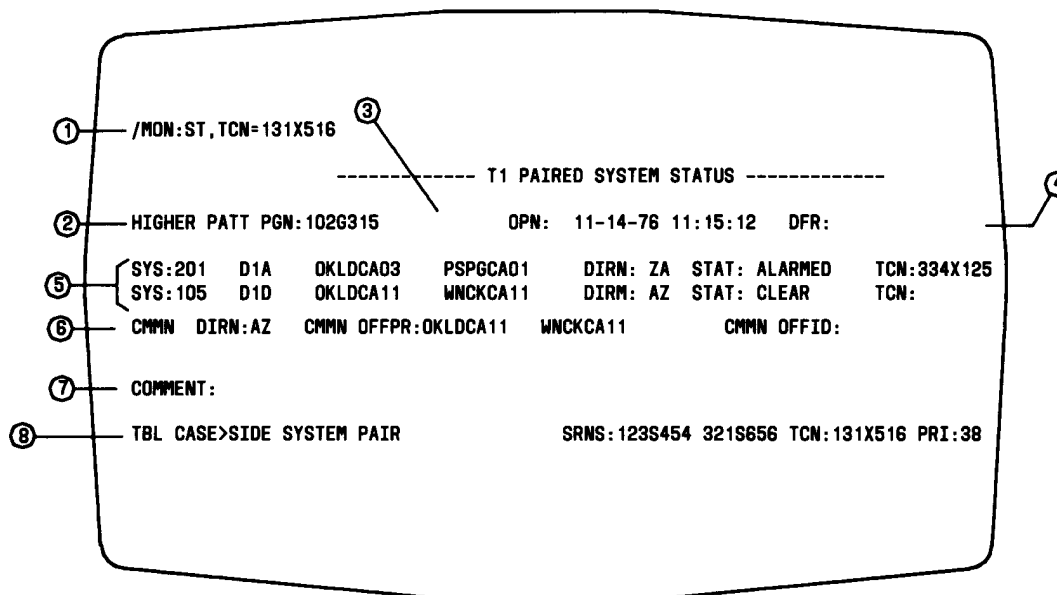 ③
① /MON:ST,TCN=131X516
------------- T1 PAIRED SYSTEM STATUS -------------
④
② HIGHER PATT PGN:102G315 OPN: 11-14-76 11:15:12 DFR:
⑤ SYS:201 D1A OKLDCA03 PSPGCA01 DIRN: ZA STAT: ALARMED TCN:334X125
SYS:105 D1D OKLDCA11 WNCKCA11 DIRM: AZ STAT: CLEAR TCN:
⑥ CMMN DIRN:AZ CMMN OFFPR:OKLDCA11 WNCKCA11 CMMN OFFID:
⑦ COMMENT:
⑧ TBL CASE>SIDE SYSTEM PAIR SRNS:123S454 321S656 TCN:131X516 PRI:38